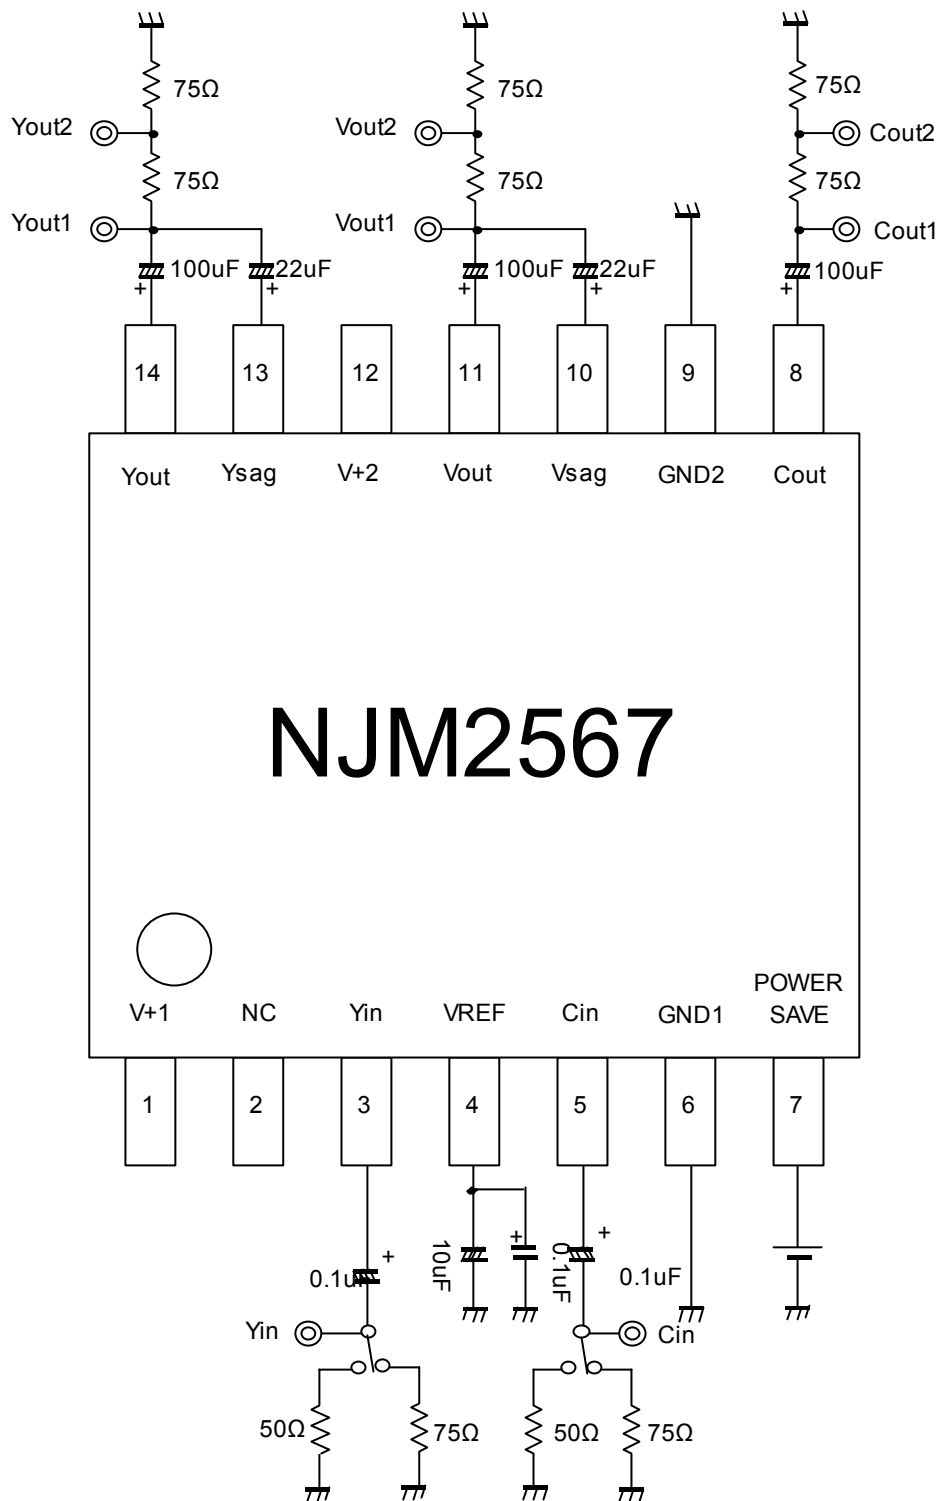 75Ω 75Ω 75Ω
Yout2 Vout2 Cout2
75Ω 75Ω 75Ω
Yout1 Vout1 Cout1
100uF 22uF 100uF 22uF 100uF
+ + + + +
14 13 12 11 10 9 8
Yout Ysag V+2 Vout Vsag GND2 Cout
NJM2567
POWER
V+1 NC Yin VREF Cin GND1 SAVE
1 2 3 4 5 6 7
+ + +
0.1uF 10uF 0.1uF 0.1uF
Yin Cin
50Ω 75Ω 50Ω 75Ω